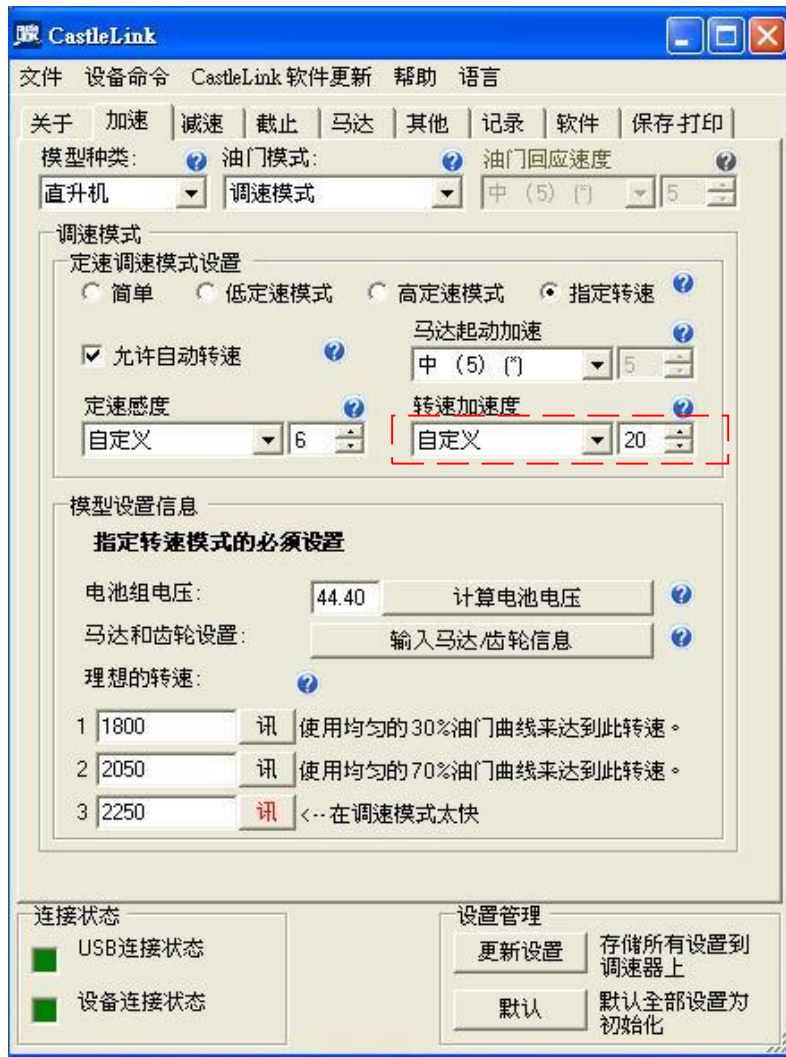 CastleLink
文件 设备命令 CastleLink 软件更新 帮助 语言
关于 加速 减速 截止 马达 其他 记录 软件 保存·打印
模型种类: 油门模式: 油门回应速度
直升机 调速模式 中 (5) (*) 5
调速模式
定速调速模式设置
简单 低定速模式 高定速模式 指定转速
允许自动转速
马达起动加速
中 (5) (*) 5
定速感度 转速加速度
自定义 6 自定义 20
模型设置信息
指定转速模式的必须设置
电池组电压: 44.40 计算电池电压
马达和齿轮设置: 输入马达/齿轮信息
理想的转速:
1 1800 讯 使用均匀的30%油门曲线来达到此转速。
2 2050 讯 使用均匀的70%油门曲线来达到此转速。
3 2250 讯 <--在调速模式太快
连接状态
USB连接状态
设备连接状态
设置管理
更新设置 存储所有设置到
调速器上
默认 默认全部设置为
初始化